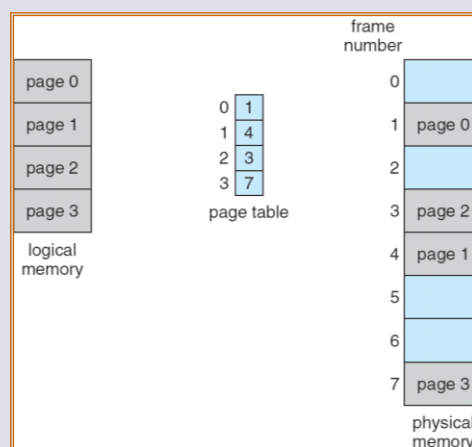 page 0
page 1
page 2
page 3
logical
memory
0 1
1 4
2 3
3 7
page table
frame
number
0
1 page 0
2
3 page 2
4 page 1
5
6
7 page 3
physical
memory